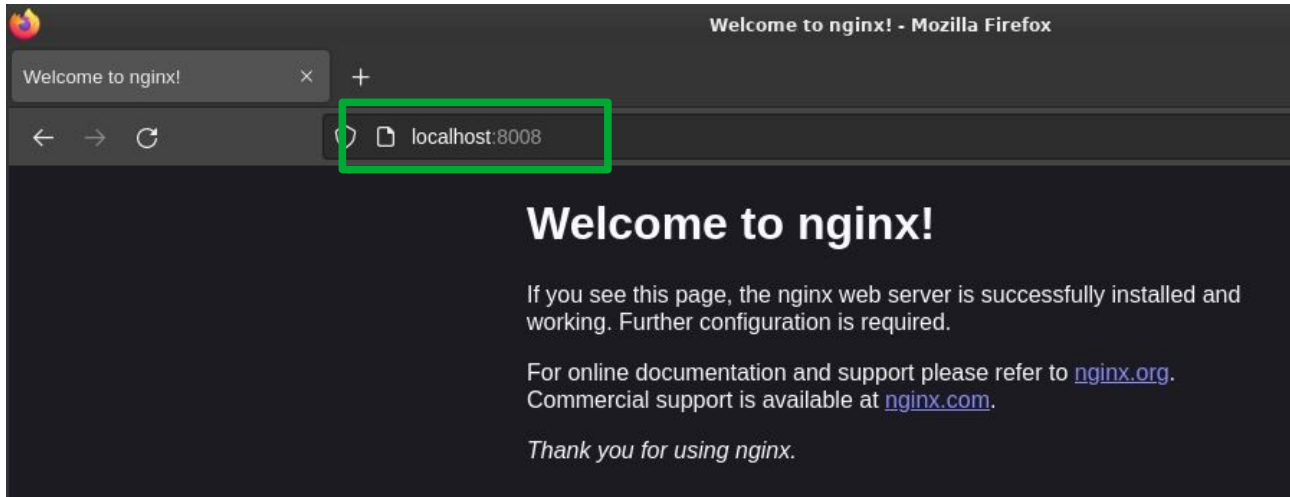 Welcome to nginx! - Mozilla Firefox
Welcome to nginx!
localhost:8008
Welcome to nginx!
If you see this page, the nginx web server is successfully installed and
working. Further configuration is required.
For online documentation and support please refer to nginx.org.
Commercial support is available at nginx.com.
Thank you for using nginx.